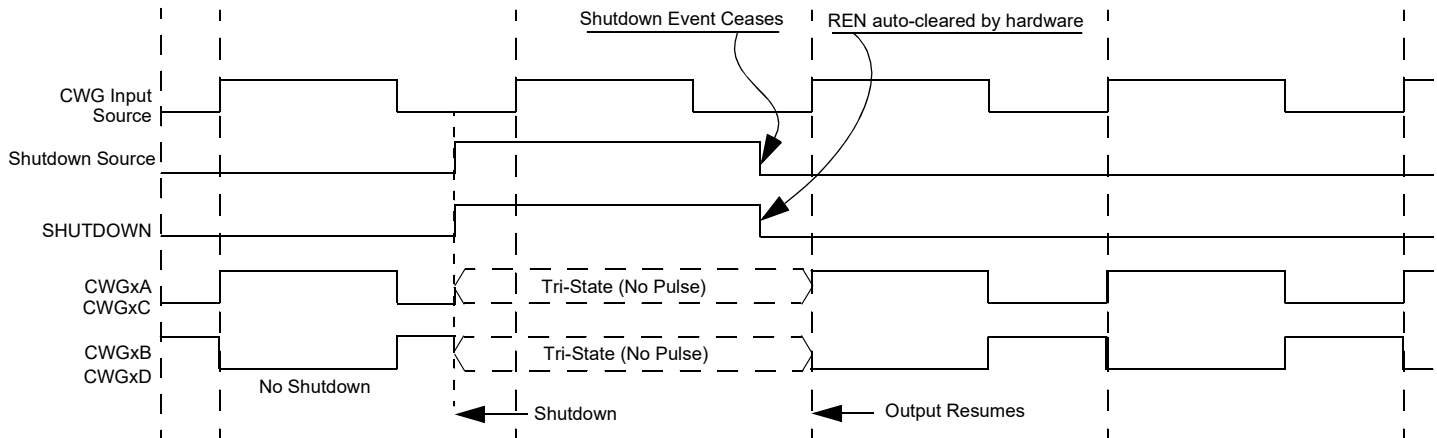 Shutdown Event Ceases
REN auto-cleared by hardware
CWG Input
Source
Shutdown Source
SHUTDOWN
CWGxA
CWGxC
Tri-State (No Pulse)
CWGxB
CWGxD
Tri-State (No Pulse)
No Shutdown
Shutdown
Output Resumes